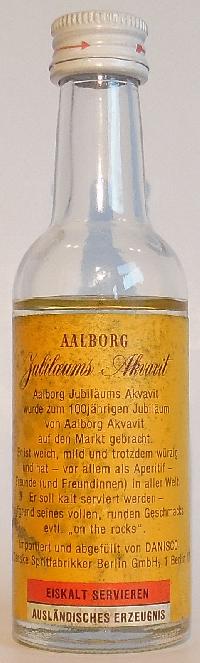 AALBORG
Jubilæums Akvavit
Aalborg Jubiläums Akvavit
wurde zum 100jährigen Jubiläum
von Aalborg Akvavit
auf den Markt gebracht.
Er ist weich, mild und trotzdem würzig
und hat – vor allem als Aperitif –
Freunde (und Freundinnen) in aller Welt.
Er soll kalt serviert werden –
seines vollen, runden Geschmacks
evtl. „on the rocks".
Importiert und abgefüllt von DANISCO
Spritfabrikker Berlin GmbH, 1 Berlin
EISKALT SERVIEREN
AUSLÄNDISCHES ERZEUGNIS